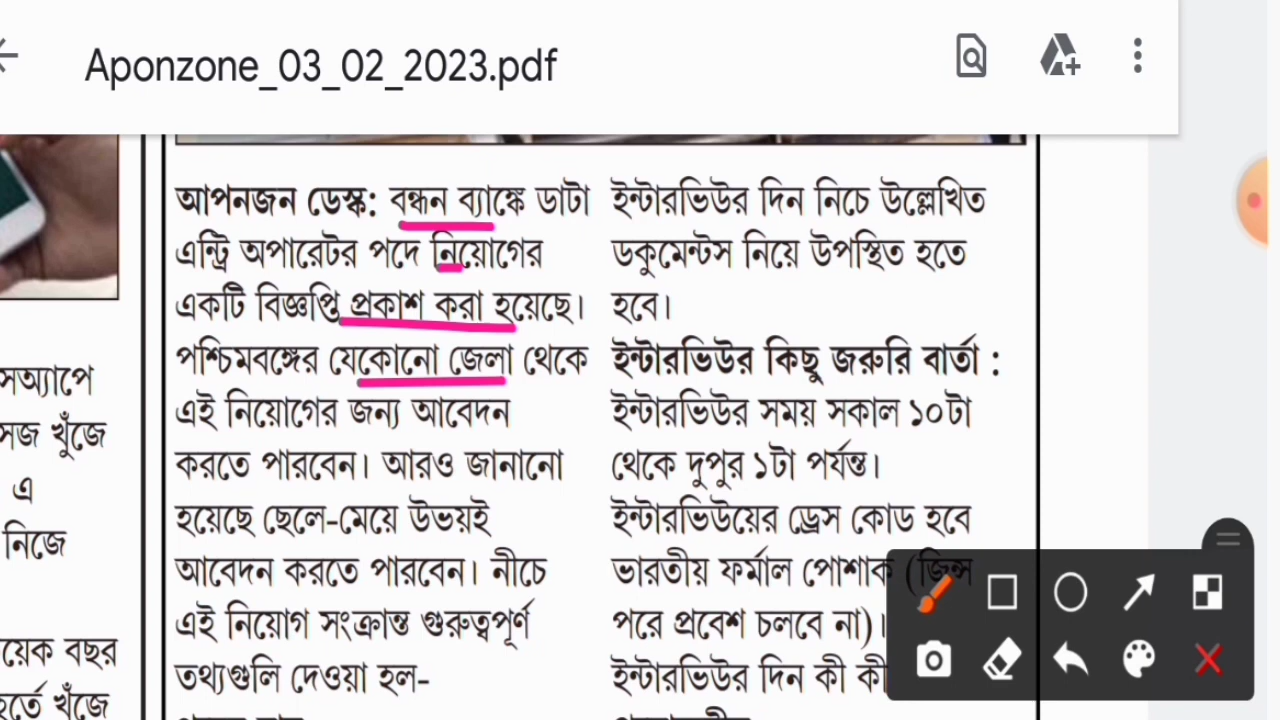 Aponzone_03_02_2023.pdf
সঅ্যাপে
সজ খুঁজে
এ
নিজে
য়েক বছর
হূর্তে খুঁজে
আপনজন ডেস্ক: বন্ধন ব্যাঙ্কে ডাটা
এন্ট্রি অপারেটর পদে নিয়োগের
একটি বিজ্ঞপ্তি প্রকাশ করা হয়েছে।
পশ্চিমবঙ্গের যেকোনো জেলা থেকে
এই নিয়োগের জন্য আবেদন
করতে পারবেন। আরও জানানো
হয়েছে ছেলে-মেয়ে উভয়ই
আবেদন করতে পারবেন। নীচে
এই নিয়োগ সংক্রান্ত গুরুত্বপূর্ণ
তথ্যগুলি দেওয়া হল-
ইন্টারভিউর দিন নিচে উল্লেখিত
ডকুমেন্টস নিয়ে উপস্থিত হতে
হবে।
ইন্টারভিউর কিছু জরুরি বার্তা :
ইন্টারভিউর সময় সকাল ১০টা
থেকে দুপুর ১টা পর্যন্ত।
ইন্টারভিউয়ের ড্রেস কোড হবে
ভারতীয় ফর্মাল পোশাক (জিন্স
পরে প্রবেশ চলবে না)।
ইন্টারভিউর দিন কী কী